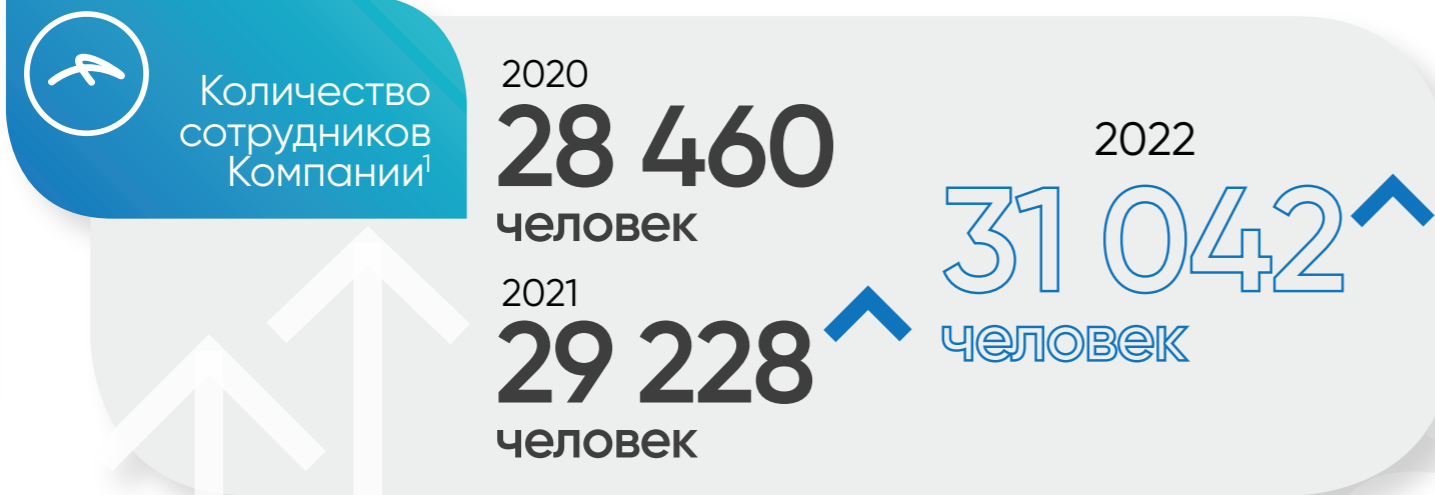 Количество
сотрудников
Компании¹
2020
28 460
человек
2021
29 228
человек
2022
31 042
человек